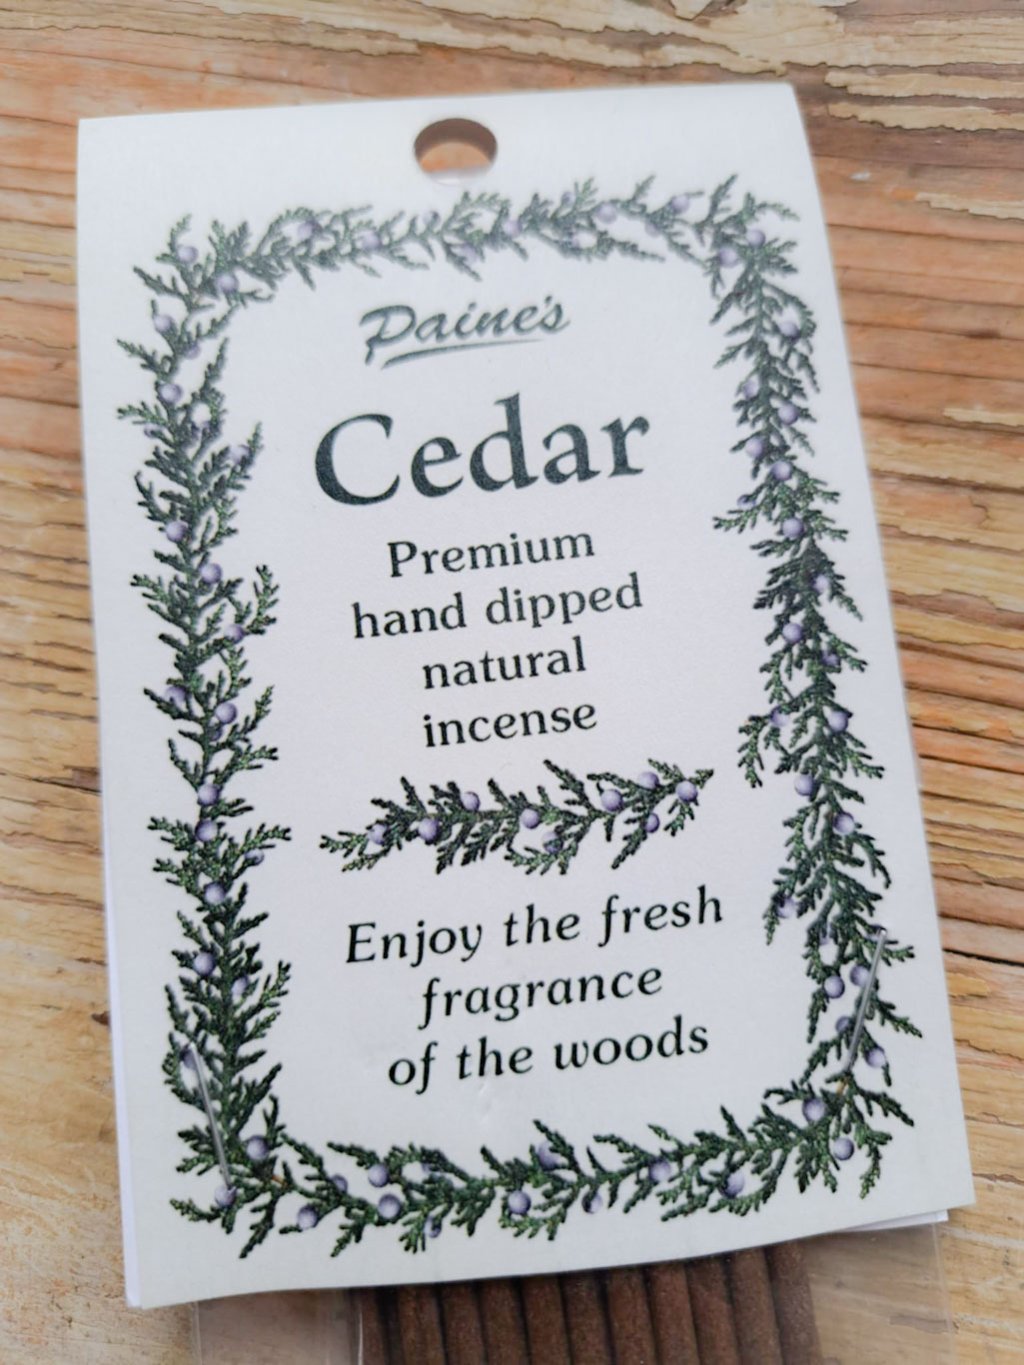 Paine's
Cedar
Premium
hand dipped
natural
incense
Enjoy the fresh
fragrance
of the woods